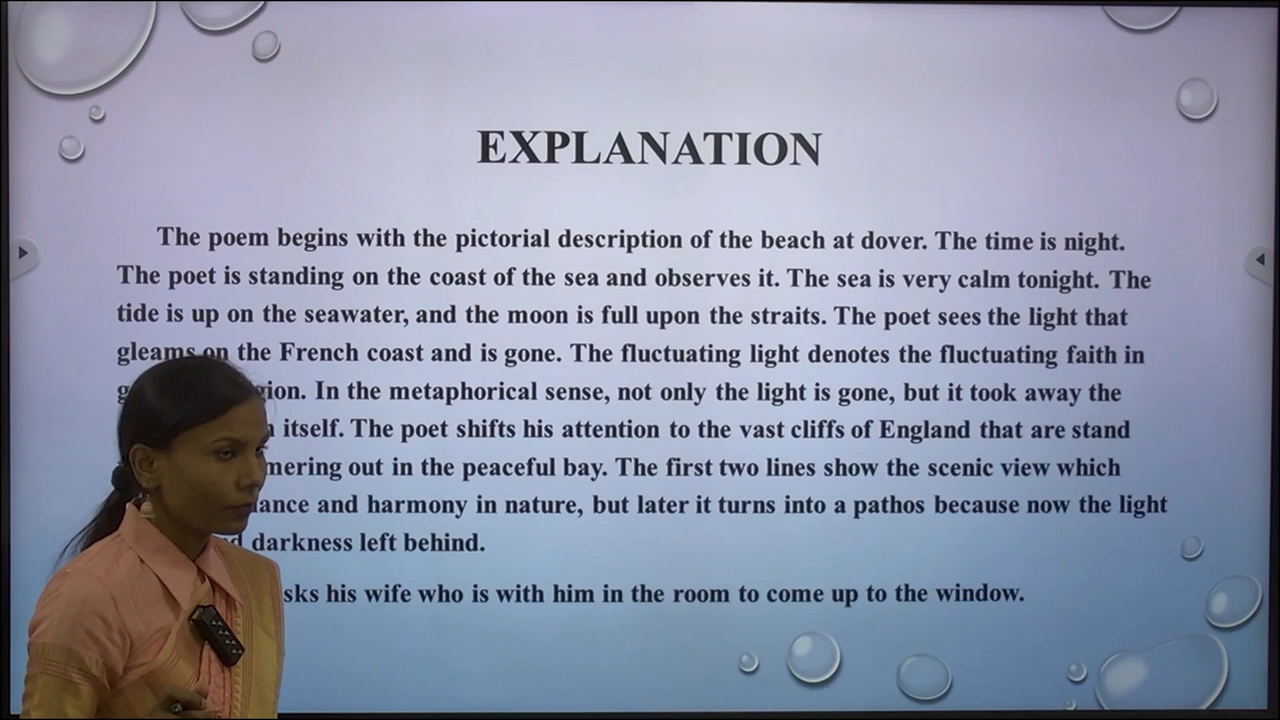 EXPLANATION
The poem begins with the pictorial description of the beach at dover. The time is night.
The poet is standing on the coast of the sea and observes it. The sea is very calm tonight. The
tide is up on the seawater, and the moon is full upon the straits. The poet sees the light that
gleams on the French coast and is gone. The fluctuating light denotes the fluctuating faith in
In the metaphorical sense, not only the light is gone, but it took away the
itself. The poet shifts his attention to the vast cliffs of England that are stand
out in the peaceful bay. The first two lines show the scenic view which
and harmony in nature, but later it turns into a pathos because now the light
darkness left behind.
his wife who is with him in the room to come up to the window.